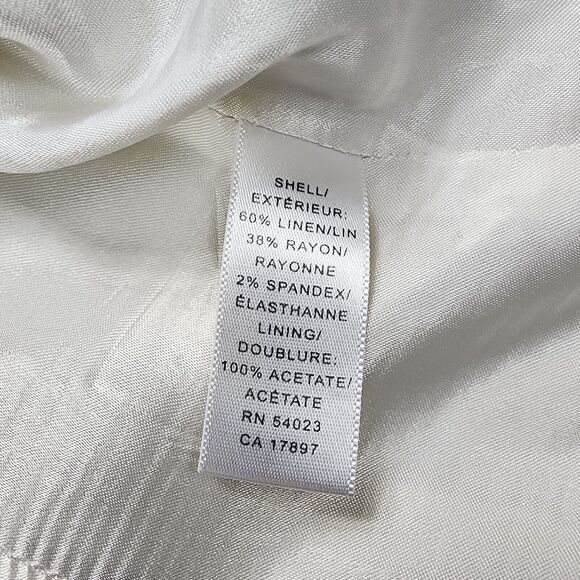 SHELL/
EXTÉRIEUR:
60% LINEN/LIN
38% RAYON/
RAYONNE
2% SPANDEX/
ÉLASTHANNE
LINING/
DOUBLURE:
100% ACETATE/
ACÉTATE
RN 54023
CA 17897